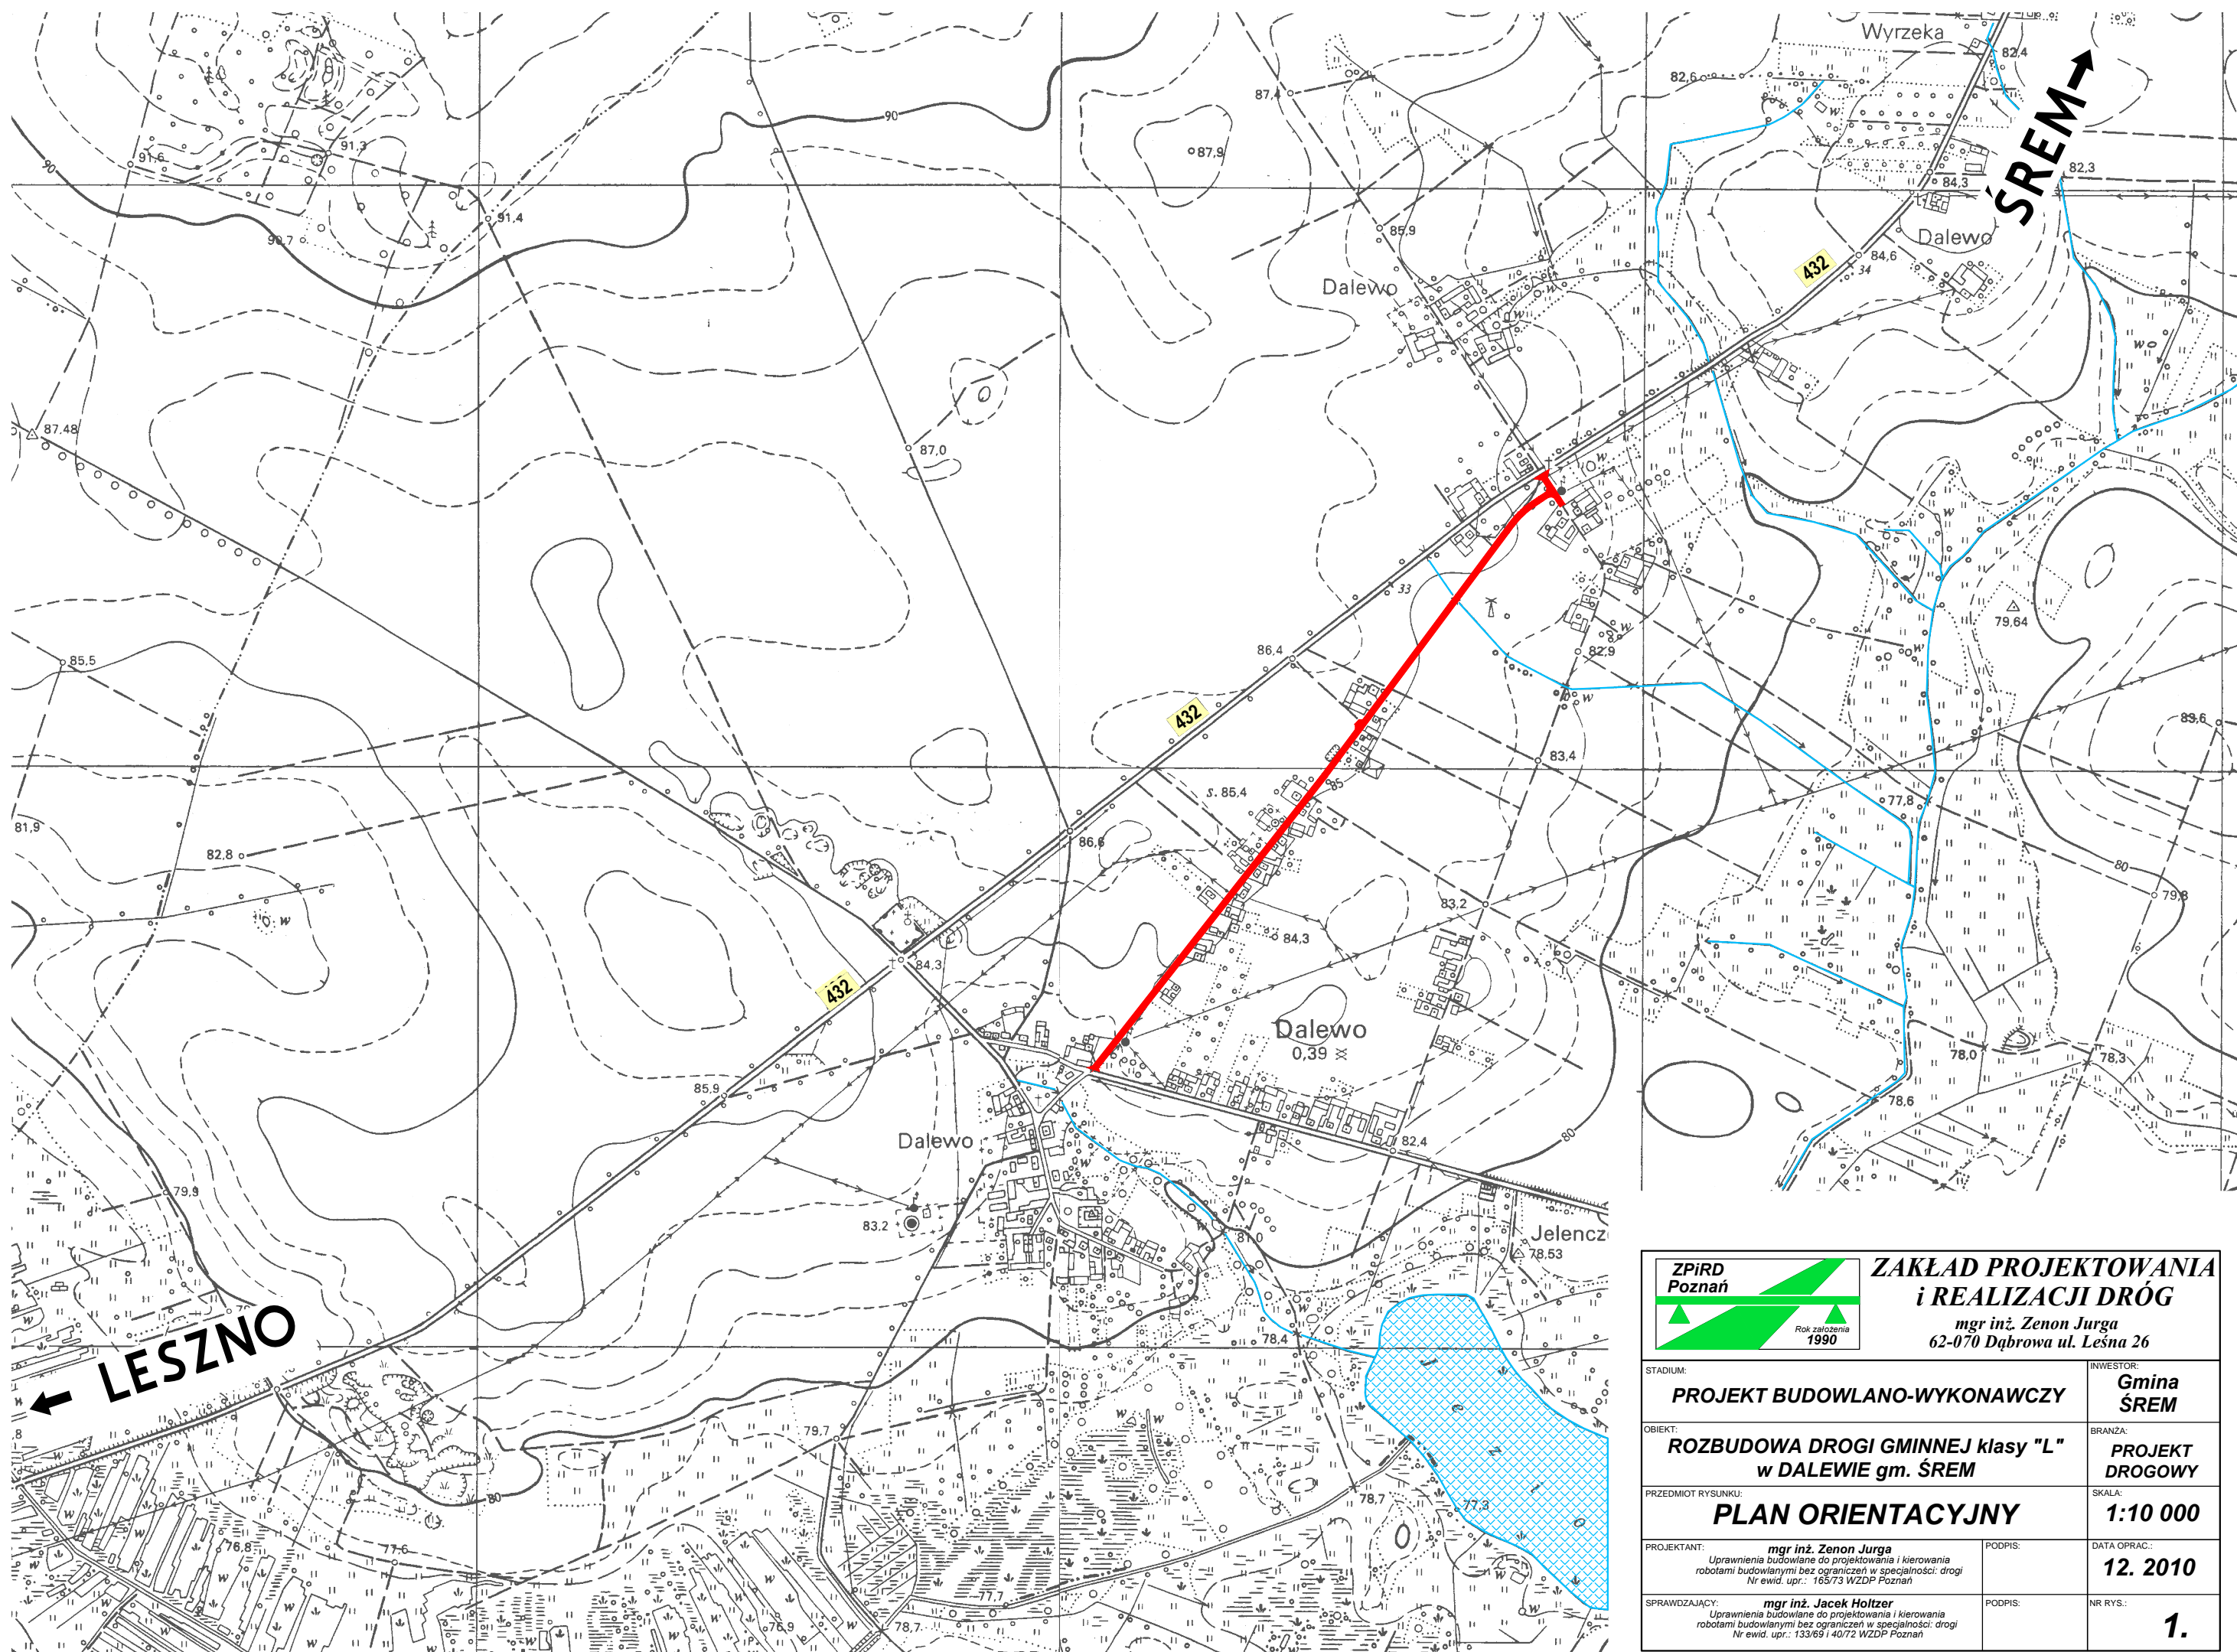 Wyrzeka
82,4
82,6
ŚREM
87,4
90
87,9
91,3
91,6
90
82,3
84,3
91,4
90,7
85,9
Dalewo
432
84,6
34
Dalewo
w
87,48
87,0
w
w
33
79,64
86,4
82,9
w
85,5
432
83,6
83,4
s. 85,4
85
77,8
81,9
86,6
82,8
80
79,8
83,2
w
84,3
84,3
432
Dalewo
0,39
78,0
78,3
85,9
78,6
80
Dalewo
82,4
79,9
83,2
81,0
Jelencz
78,53
LESZNO
78,4
79,7
80
78,7
77,3
76,8
77,6
77,7
76,9
78,7
ZPiRD
Poznań
Rok założenia
1990
ZAKŁAD PROJEKTOWANIA
i REALIZACJI DRÓG
mgr inż. Zenon Jurga
62-070 Dąbrowa ul. Leśna 26
STADIUM:
PROJEKT BUDOWLANO-WYKONAWCZY
INWESTOR:
Gmina
ŚREM
OBIEKT:
ROZBUDOWA DROGI GMINNEJ klasy "L"
w DALEWIE gm. ŚREM
BRANŻA:
PROJEKT
DROGOWY
PRZEDMIOT RYSUNKU:
PLAN ORIENTACYJNY
SKALA:
1:10 000
PROJEKTANT:
mgr inż. Zenon Jurga
Uprawnienia budowlane do projektowania i kierowania
robotami budowlanymi bez ograniczeń w specjalności: drogi
Nr ewid. upr.: 165/73 WZDP Poznań
PODPIS:
DATA OPRAC.:
12. 2010
SPRAWDZAJĄCY:
mgr inż. Jacek Holtzer
Uprawnienia budowlane do projektowania i kierowania
robotami budowlanymi bez ograniczeń w specjalności: drogi
Nr ewid. upr.: 133/69 i 40/72 WZDP Poznań
PODPIS:
NR RYS.:
1.